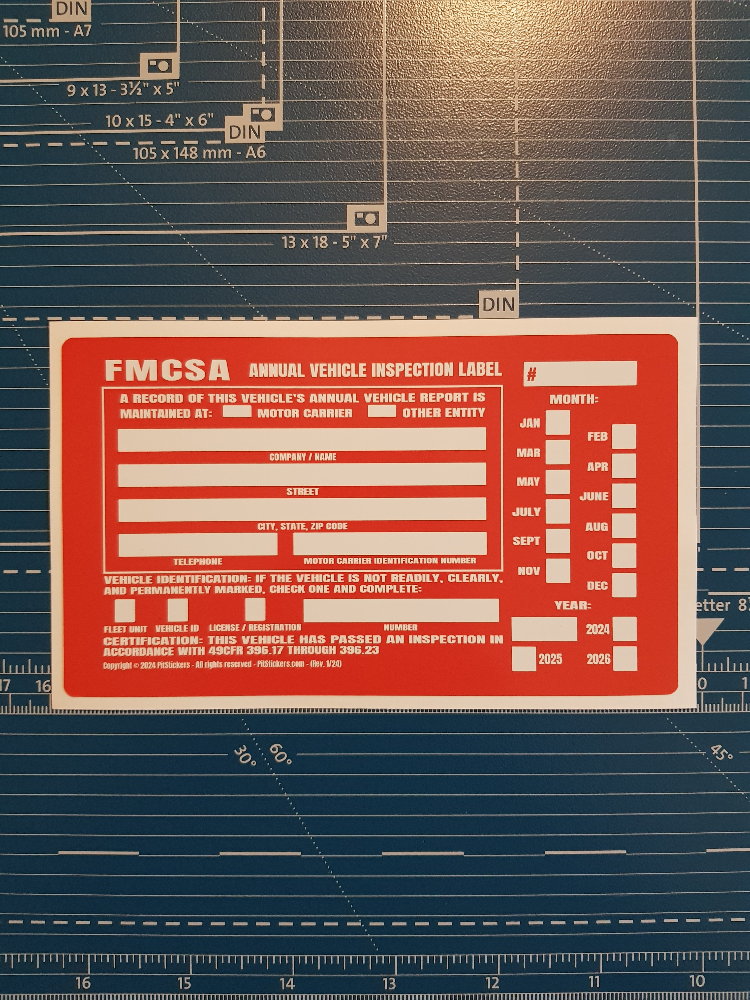 DIN
105 mm - A7
9 x 13 - 3½" x 5"
10 x 15 - 4" x 6"
DIN
105 x 148 mm - A6
13 x 18 - 5" x 7"
DIN
FMCSA ANNUAL VEHICLE INSPECTION LABEL
#
A RECORD OF THIS VEHICLE'S ANNUAL VEHICLE REPORT IS
MAINTAINED AT: MOTOR CARRIER OTHER ENTITY
COMPANY / NAME
STREET
CITY, STATE, ZIP CODE
TELEPHONE MOTOR CARRIER IDENTIFICATION NUMBER
VEHICLE IDENTIFICATION: IF THE VEHICLE IS NOT READILY, CLEARLY,
AND PERMANENTLY MARKED, CHECK ONE AND COMPLETE:
FLEET UNIT VEHICLE ID LICENSE / REGISTRATION NUMBER
CERTIFICATION: THIS VEHICLE HAS PASSED AN INSPECTION IN
ACCORDANCE WITH 49CFR 396.17 THROUGH 396.23
Copyright © 2024 PitStickers - All rights reserved - PitStickers.com - (Rev. 1/24)
MONTH:
JAN
FEB
MAR
APR
MAY
JUNE
JULY
AUG
SEPT
OCT
NOV
DEC
YEAR:
2024
2025 2026
etter 8
17 16
0 1
30° 60°
45°
16 15 14 13 12 11 10